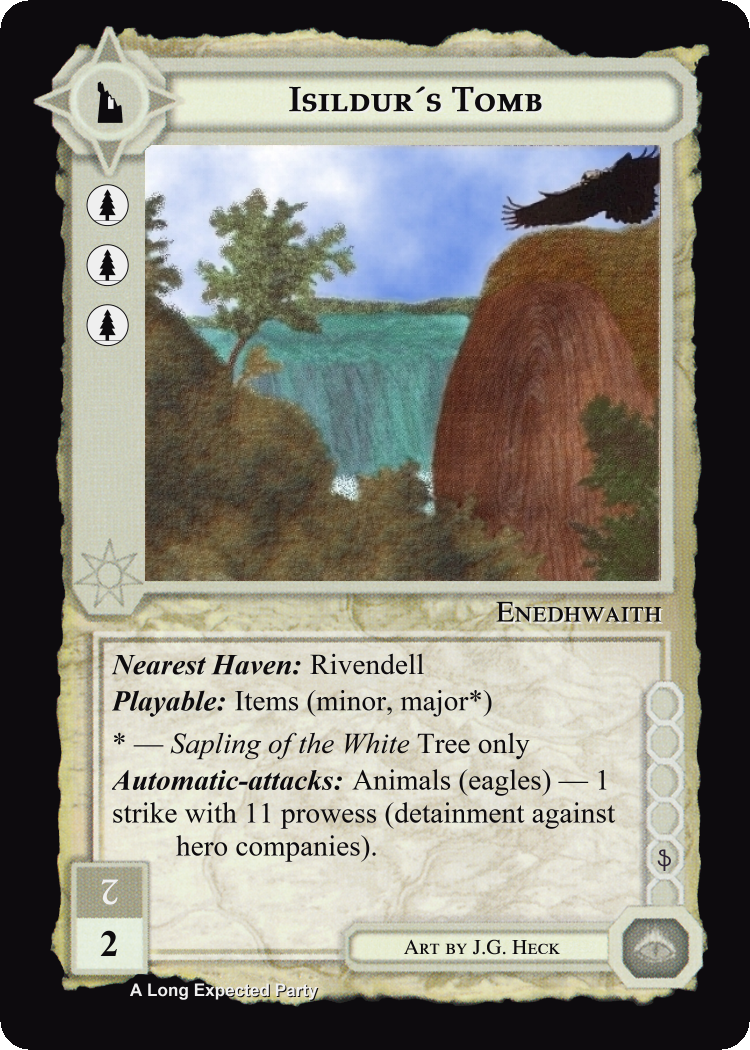 Isildur´s Tomb
Enedhwaith
Nearest Haven: Rivendell
Playable: Items (minor, major*)
* — Sapling of the White Tree only
Automatic-attacks: Animals (eagles) — 1
strike with 11 prowess (detainment against
hero companies).
2
Art by J.G. Heck
A Long Expected Party